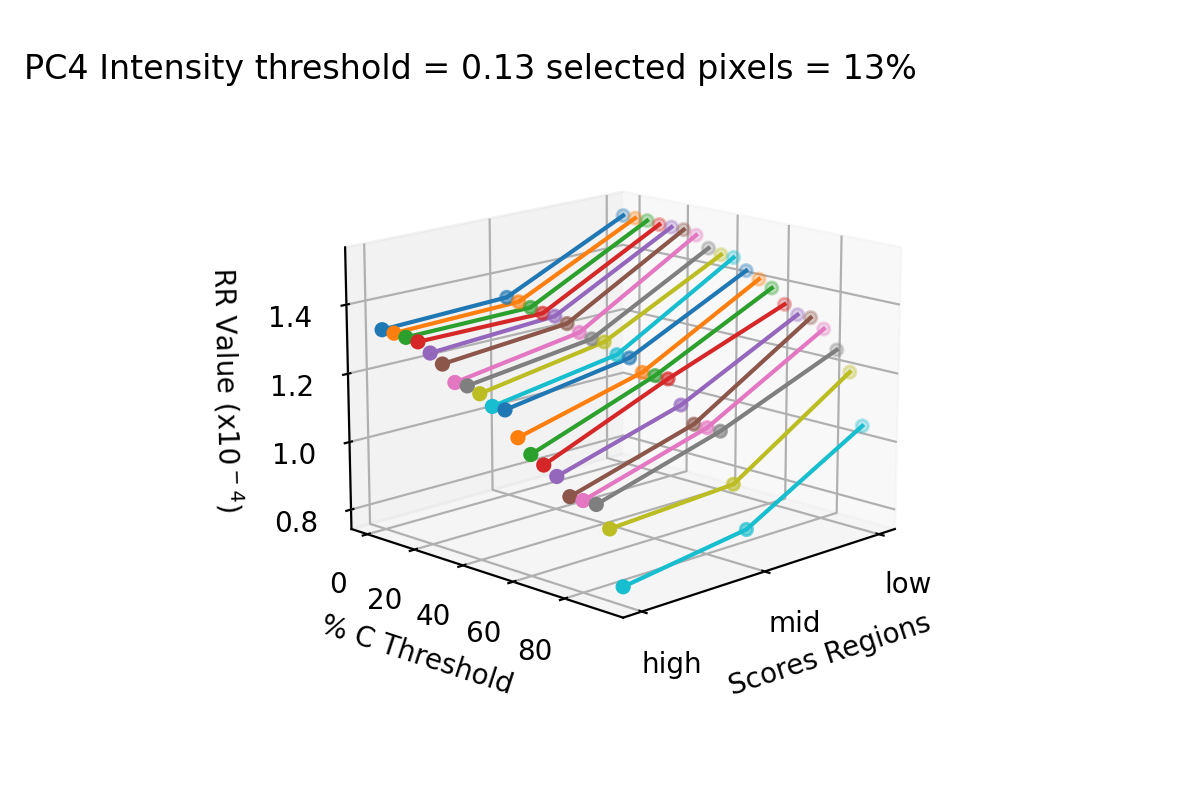 PC4 Intensity threshold = 0.13 selected pixels = 13%
RR Value (x10⁻⁴)
1.4
1.2
1.0
0.8
0
20
40
60
80
% C Threshold
high
mid
low
Scores Regions